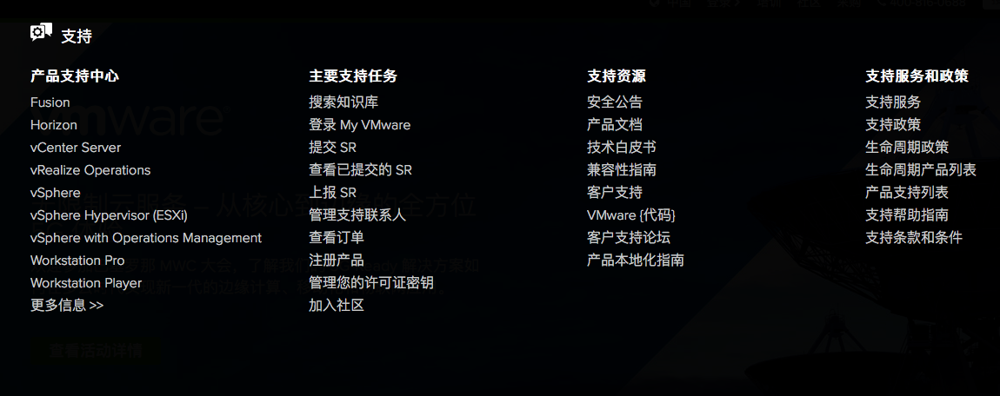 支持
产品支持中心
Fusion
Horizon
vCenter Server
vRealize Operations
vSphere
vSphere Hypervisor (ESXi)
vSphere with Operations Management
Workstation Pro
Workstation Player
更多信息 >>
主要支持任务
搜索知识库
登录 My VMware
提交 SR
查看已提交的 SR
上报 SR
管理支持联系人
查看订单
注册产品
管理您的许可证密钥
加入社区
支持资源
安全公告
产品文档
技术白皮书
兼容性指南
客户支持
VMware {代码}
客户支持论坛
产品本地化指南
支持服务和政策
支持服务
支持政策
生命周期政策
生命周期产品列表
产品支持列表
支持帮助指南
支持条款和条件
vmware
查看活动详情